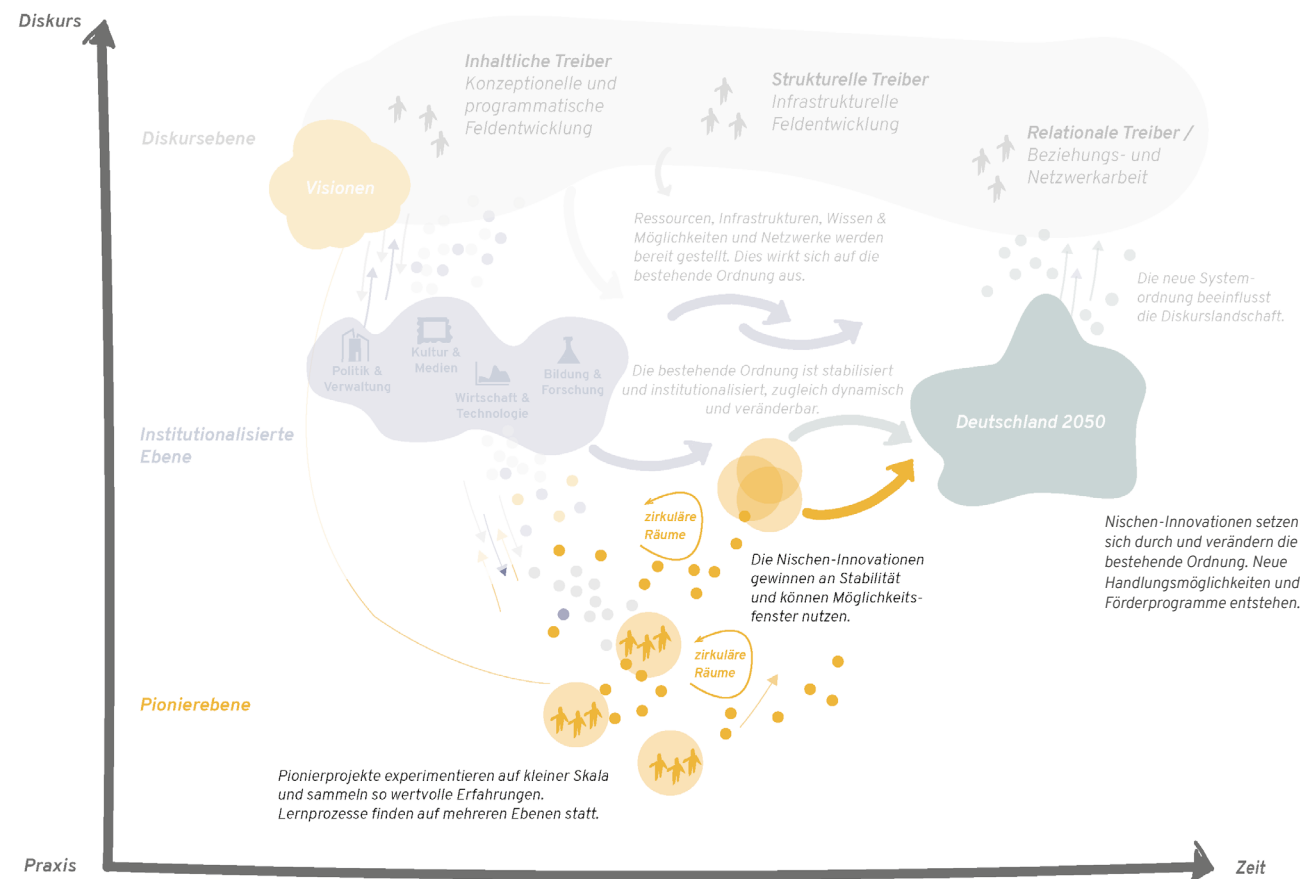 Diskurs
Inhaltliche Treiber
Konzeptionelle und
programmatische
Feldentwicklung
Strukturelle Treiber
Infrastrukturelle
Feldentwicklung
Relationale Treiber /
Beziehungs- und
Netzwerkarbeit
Diskursebene
Visionen
Ressourcen, Infrastrukturen, Wissen &
Möglichkeiten und Netzwerke werden
bereit gestellt. Dies wirkt sich auf die
bestehende Ordnung aus.
Die neue System-
ordnung beeinflusst
die Diskurslandschaft.
Politik &
Verwaltung
Kultur &
Medien
Wirtschaft &
Technologie
Bildung &
Forschung
Die bestehende Ordnung ist stabilisiert
und institutionalisiert, zugleich dynamisch
und veränderbar.
Institutionalisierte
Ebene
Deutschland 2050
zirkuläre
Räume
Die Nischen-Innovationen
gewinnen an Stabilität
und können Möglichkeits-
fenster nutzen.
Nischen-Innovationen setzen
sich durch und verändern die
bestehende Ordnung. Neue
Handlungsmöglichkeiten und
Förderprogramme entstehen.
zirkuläre
Räume
Pionierebene
Pionierprojekte experimentieren auf kleiner Skala
und sammeln so wertvolle Erfahrungen.
Lernprozesse finden auf mehreren Ebenen statt.
Praxis
Zeit